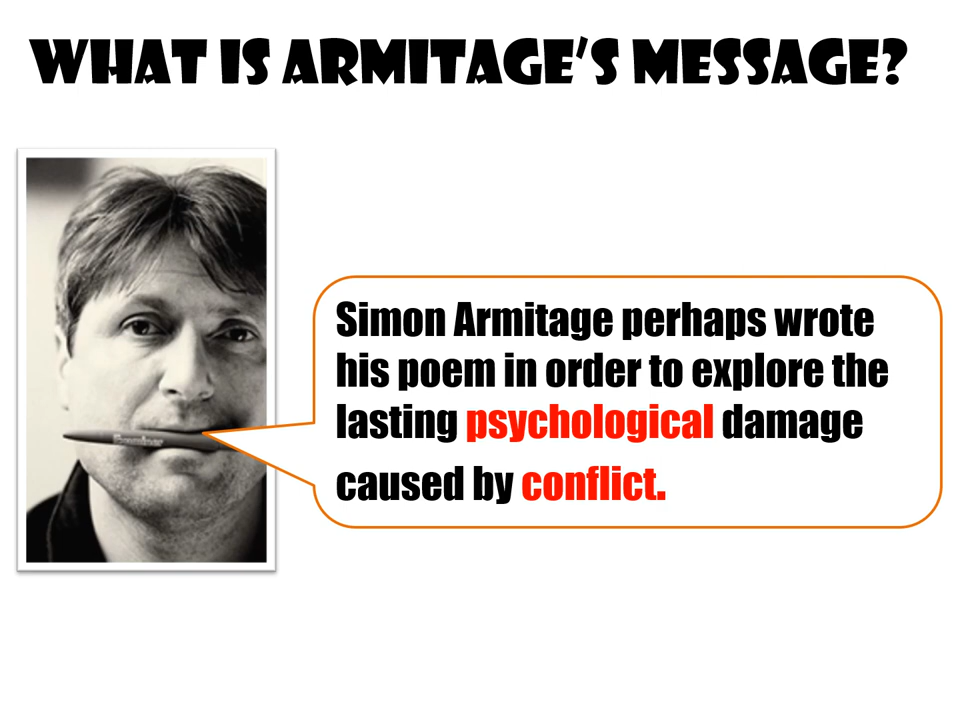 WHAT IS ARMITAGE'S MESSAGE?
Simon Armitage perhaps wrote
his poem in order to explore the
lasting psychological damage
caused by conflict.